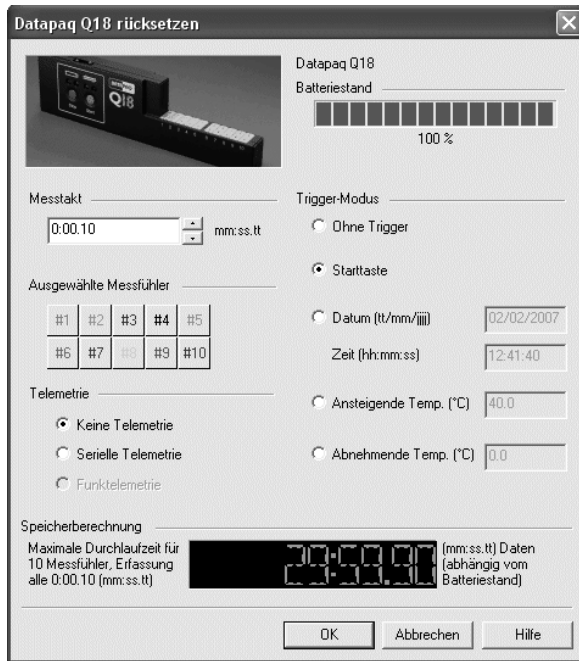 Datapaq Q18 rücksetzen
Q18
Datapaq Q18
Batteriestand
100 %
Messtakt
0:00.10 mm:ss.tt
Ausgewählte Messfühler
#1 #2 #3 #4 #5
#6 #7 #8 #9 #10
Telemetrie
Keine Telemetrie
Serielle Telemetrie
Funktelemetrie
Trigger-Modus
Ohne Trigger
Starttaste
Datum (tt/mm/jjjj) 02/02/2007
Zeit (hh:mm:ss) 12:41:40
Ansteigende Temp. (°C) 40.0
Abnehmende Temp. (°C) 0.0
Speicherberechnung
Maximale Durchlaufzeit für
10 Messfühler, Erfassung
alle 0:00.10 (mm:ss.tt)
29:59.90
(mm:ss.tt) Daten
(abhängig vom
Batteriestand)
OK Abbrechen Hilfe